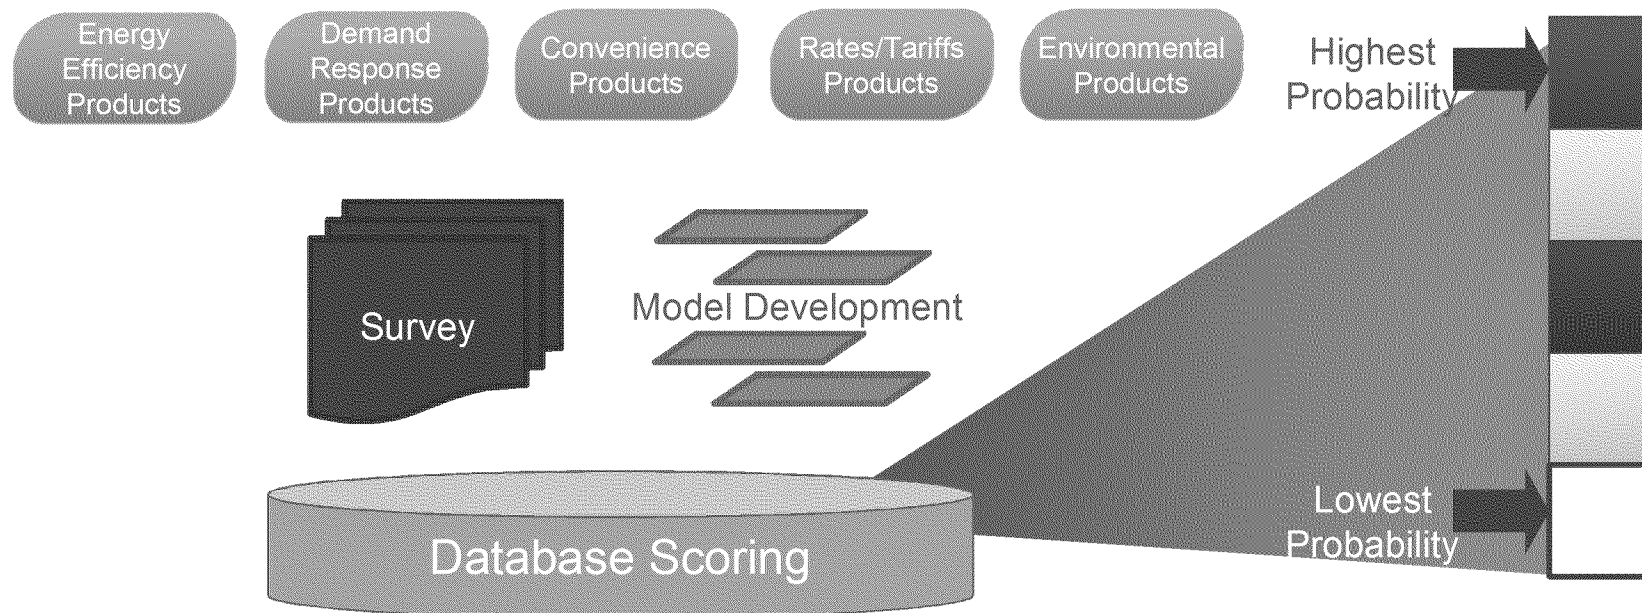 Energy
Efficiency
Products
Demand
Response
Products
Convenience
Products
Rates/Tariffs
Products
Environmental
Products
Highest
Probability
Survey
Model Development
Lowest
Probability
Database Scoring